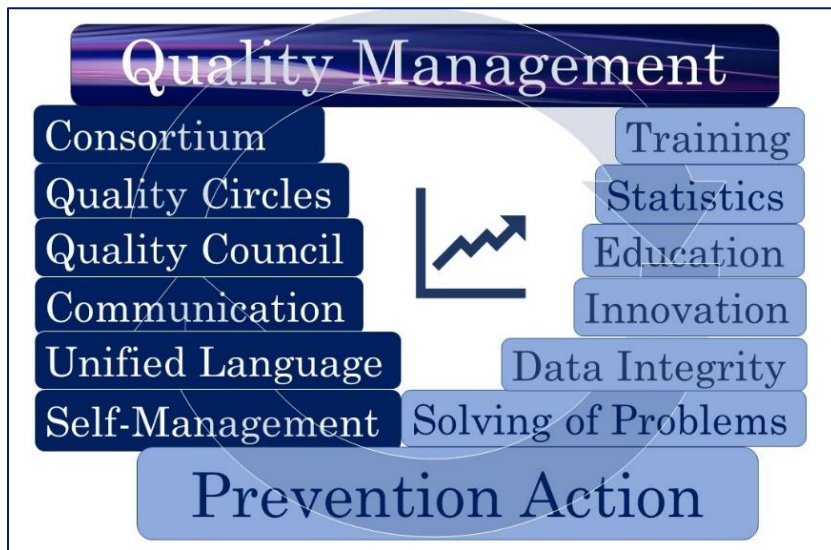 Quality Management
Consortium
Quality Circles
Quality Council
Communication
Unified Language
Self-Management
Training
Statistics
Education
Innovation
Data Integrity
Solving of Problems
Prevention Action